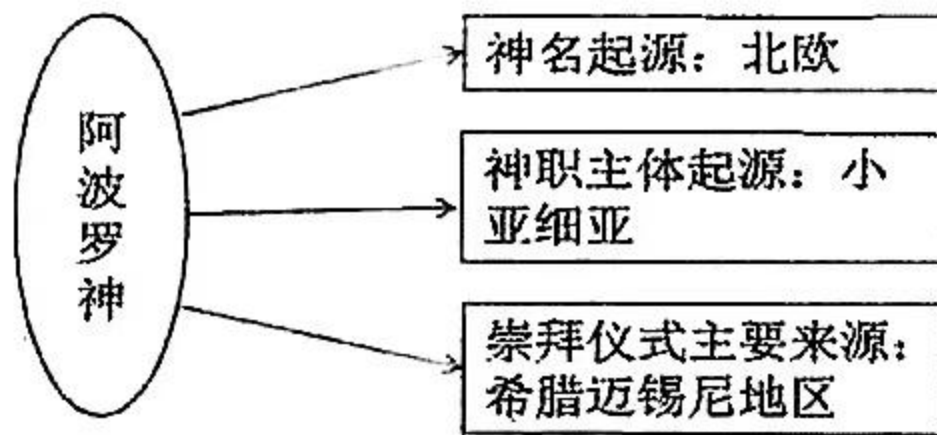 阿波罗神
神名起源：北欧
神职主体起源：小
亚细亚
崇拜仪式主要来源：
希腊迈锡尼地区